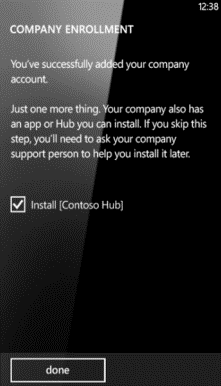 12:38
COMPANY ENROLLMENT
You've successfully added your company
account.
Just one more thing. Your company also has
an app or Hub you can install. If you skip this
step, you'll need to ask your company
support person to help you install it later.
Install [Contoso Hub]
done